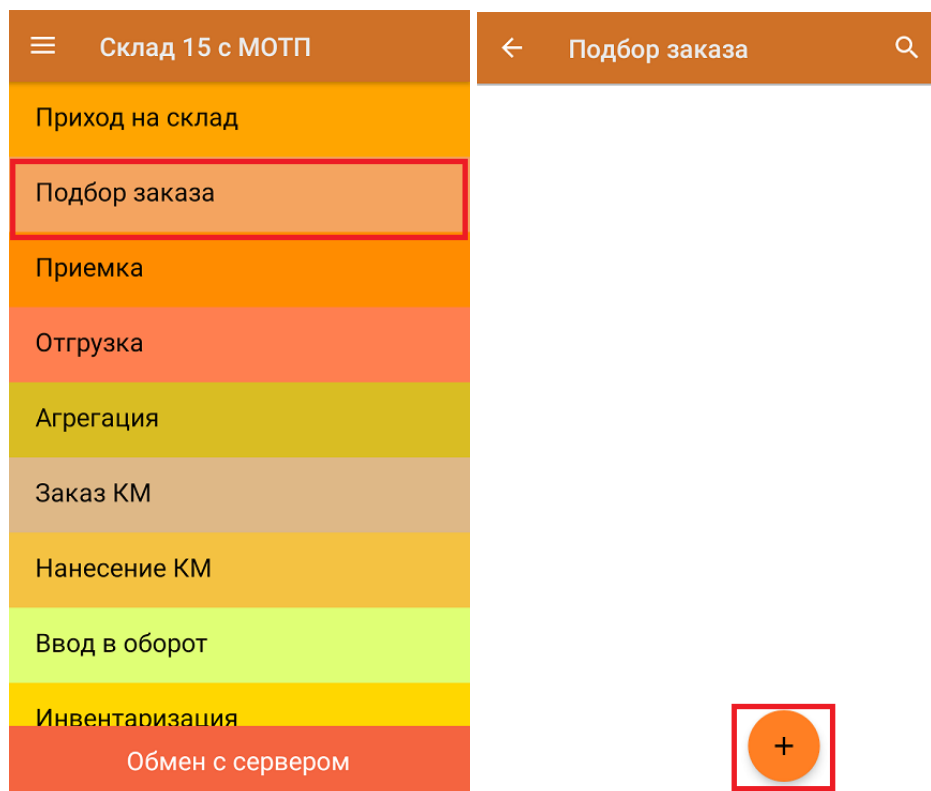 Склад 15 с МОТП
Приход на склад
Подбор заказа
Приемка
Отгрузка
Агрегация
Заказ КМ
Нанесение КМ
Ввод в оборот
Инвентаризация
Обмен с сервером
Подбор заказа
+